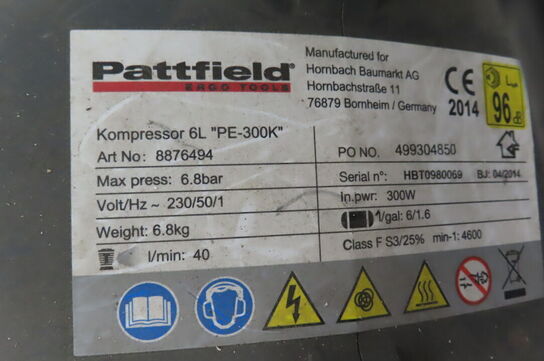 Pattfield®
ERGO TOOLS
Manufactured for
Hornbach Baumarkt AG
Hornbachstraße 11
76879 Bornheim / Germany
CE
2014
LWA
96
dB
Kompressor 6L "PE-300K"
Art No: 8876494
PO NO. 499304850
Max press: 6.8bar
Serial n°: HBT0980069 BJ: 04/2014
Volt/Hz ~ 230/50/1
In.pwr: 300W
Weight: 6.8kg
l/gal: 6/1.6
l/min: 40
Class F S3/25% min-1: 4600